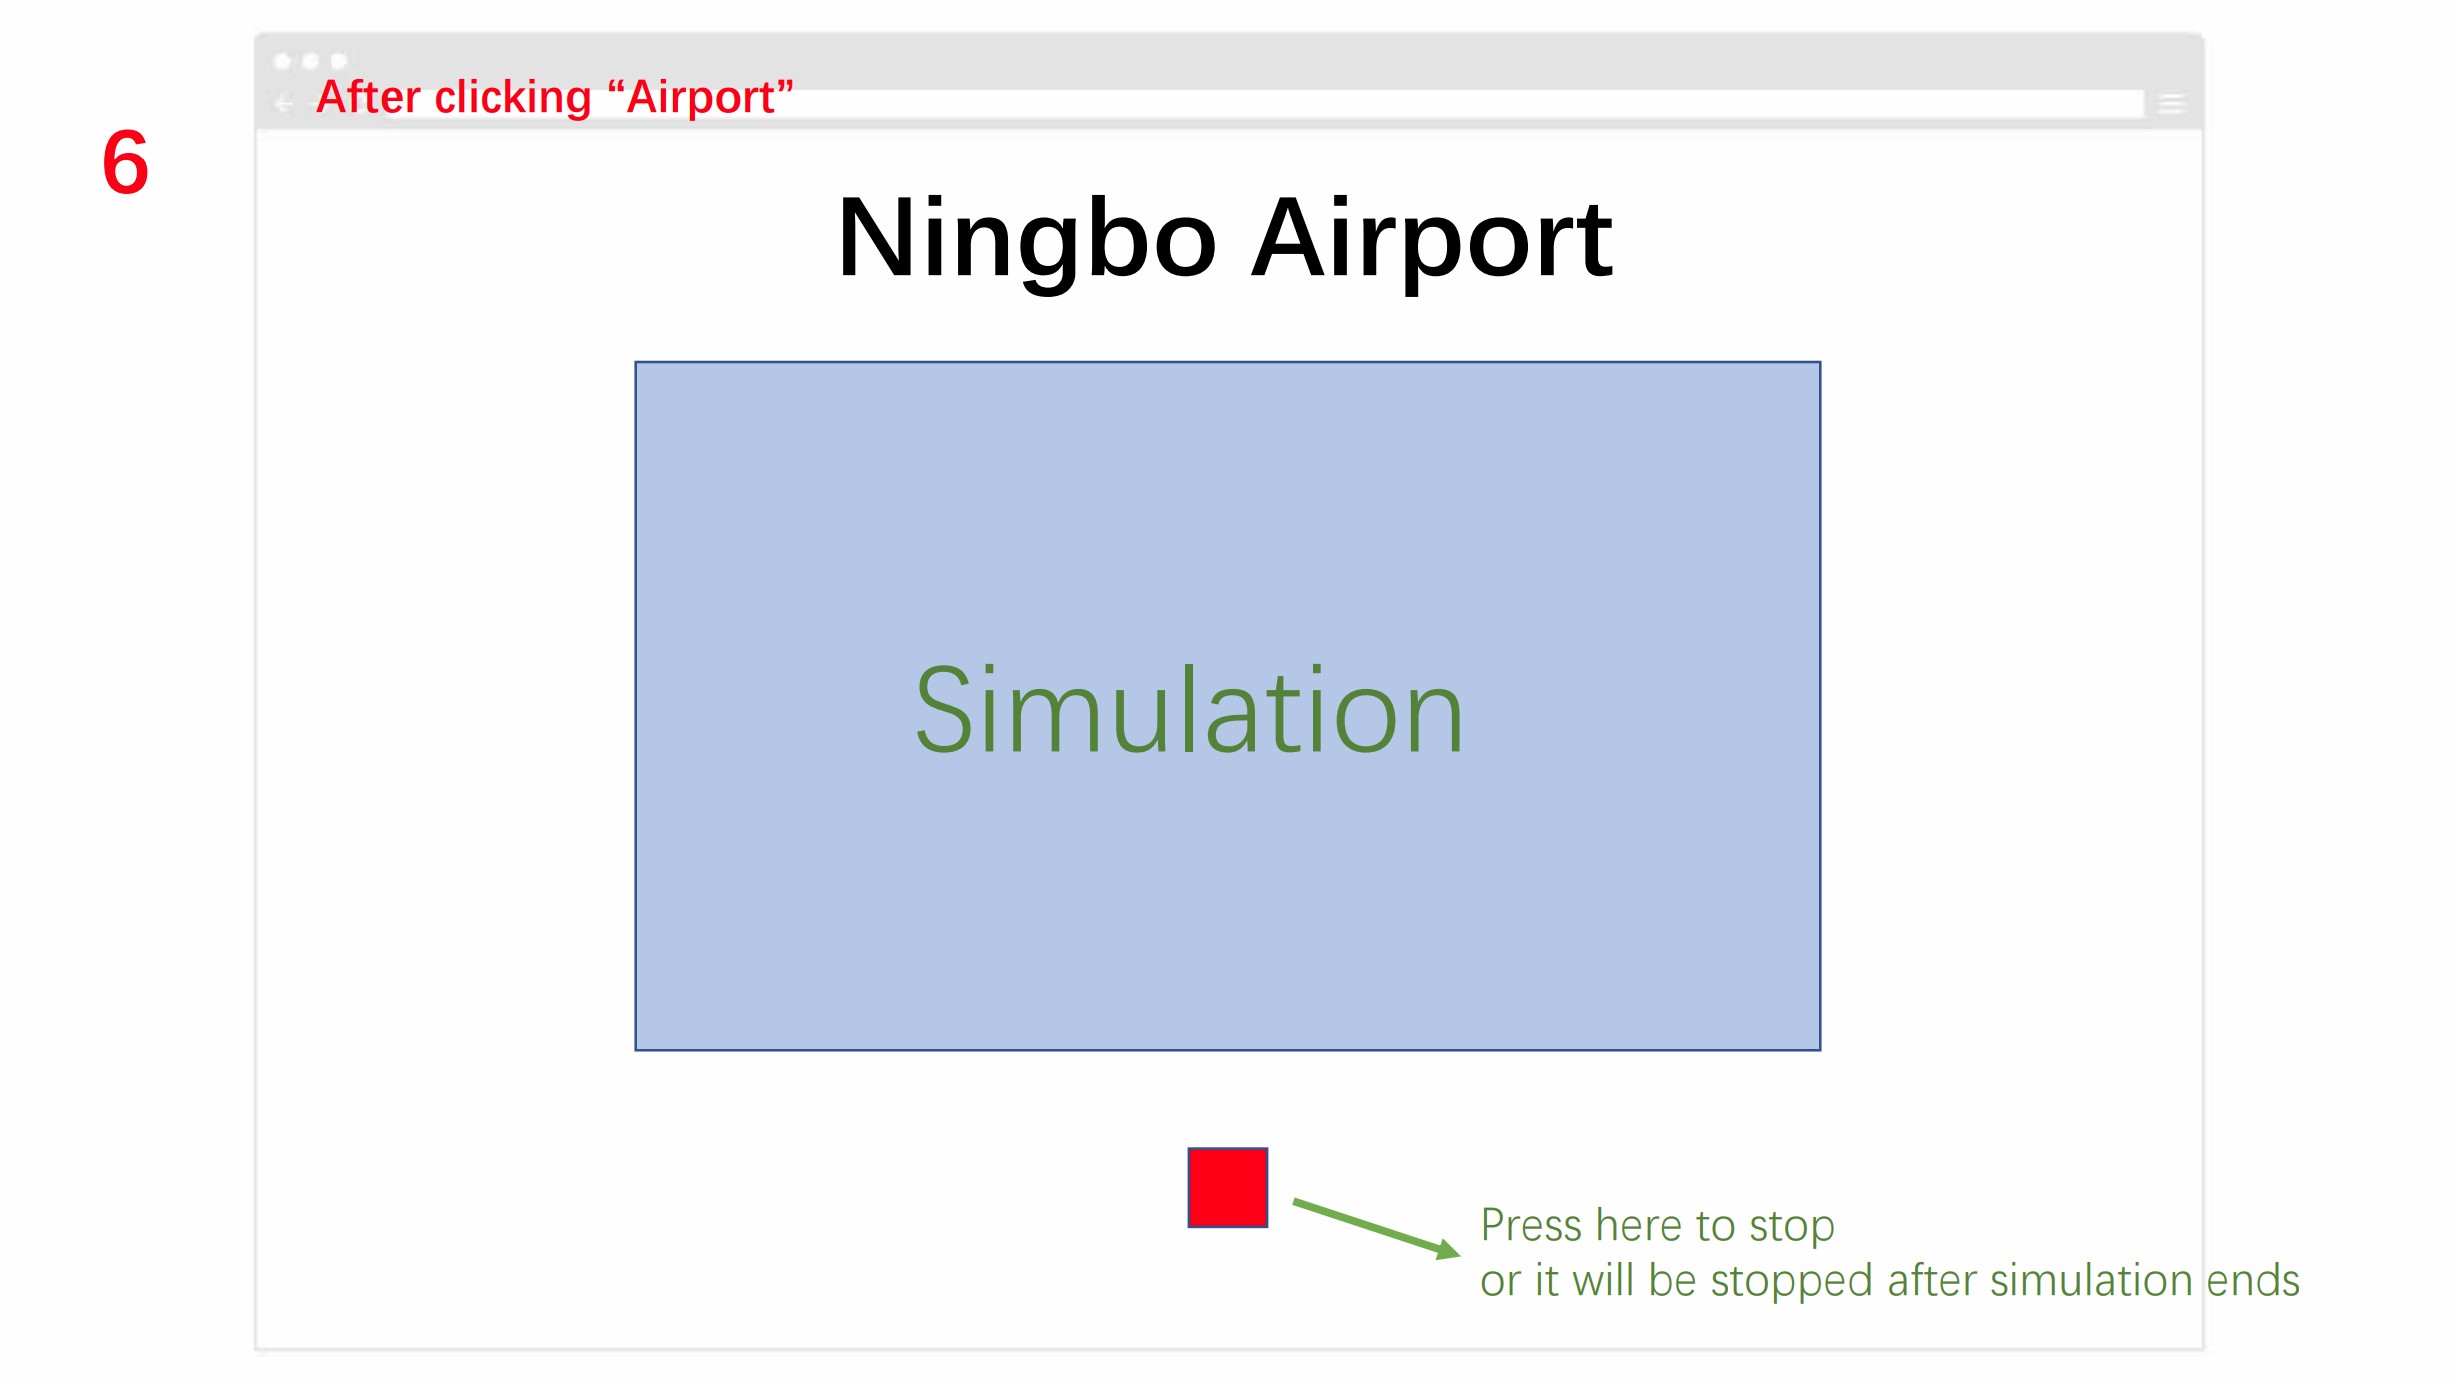 After clicking “Airport”
6
Ningbo Airport
Simulation
Press here to stop
or it will be stopped after simulation ends